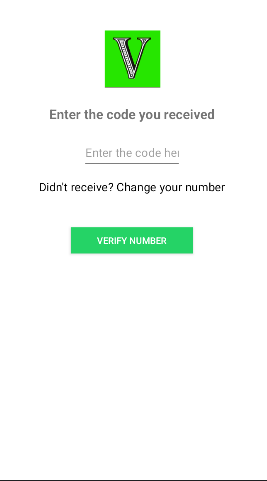 V
Enter the code you received
Enter the code her
Didn't receive? Change your number
VERIFY NUMBER